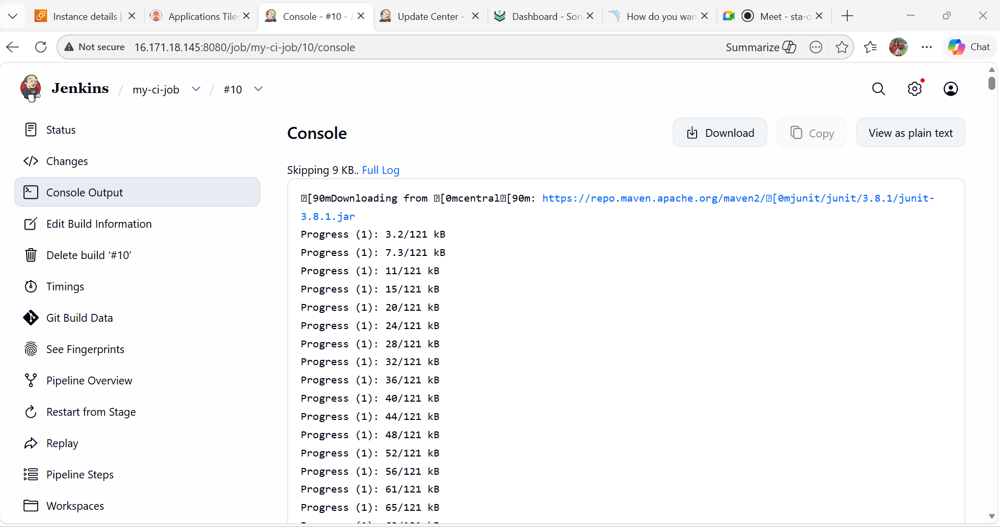 Instance details |
Applications Tiles
Console - #10 - J
Update Center -
Dashboard - Son
How do you wan
Meet - sta-o
Not secure 16.171.18.145:8080/job/my-ci-job/10/console
Summarize
Chat
Jenkins / my-ci-job / #10
Status
Changes
Console Output
Edit Build Information
Delete build ‘#10’
Timings
Git Build Data
See Fingerprints
Pipeline Overview
Restart from Stage
Replay
Pipeline Steps
Workspaces
Console
Download
Copy
View as plain text
Skipping 9 KB.. Full Log
[90mDownloading from [0mcentral[90m: https://repo.maven.apache.org/maven2/[0mjunit/junit/3.8.1/junit-
3.8.1.jar
Progress (1): 3.2/121 kB
Progress (1): 7.3/121 kB
Progress (1): 11/121 kB
Progress (1): 15/121 kB
Progress (1): 20/121 kB
Progress (1): 24/121 kB
Progress (1): 28/121 kB
Progress (1): 32/121 kB
Progress (1): 36/121 kB
Progress (1): 40/121 kB
Progress (1): 44/121 kB
Progress (1): 48/121 kB
Progress (1): 52/121 kB
Progress (1): 56/121 kB
Progress (1): 61/121 kB
Progress (1): 65/121 kB